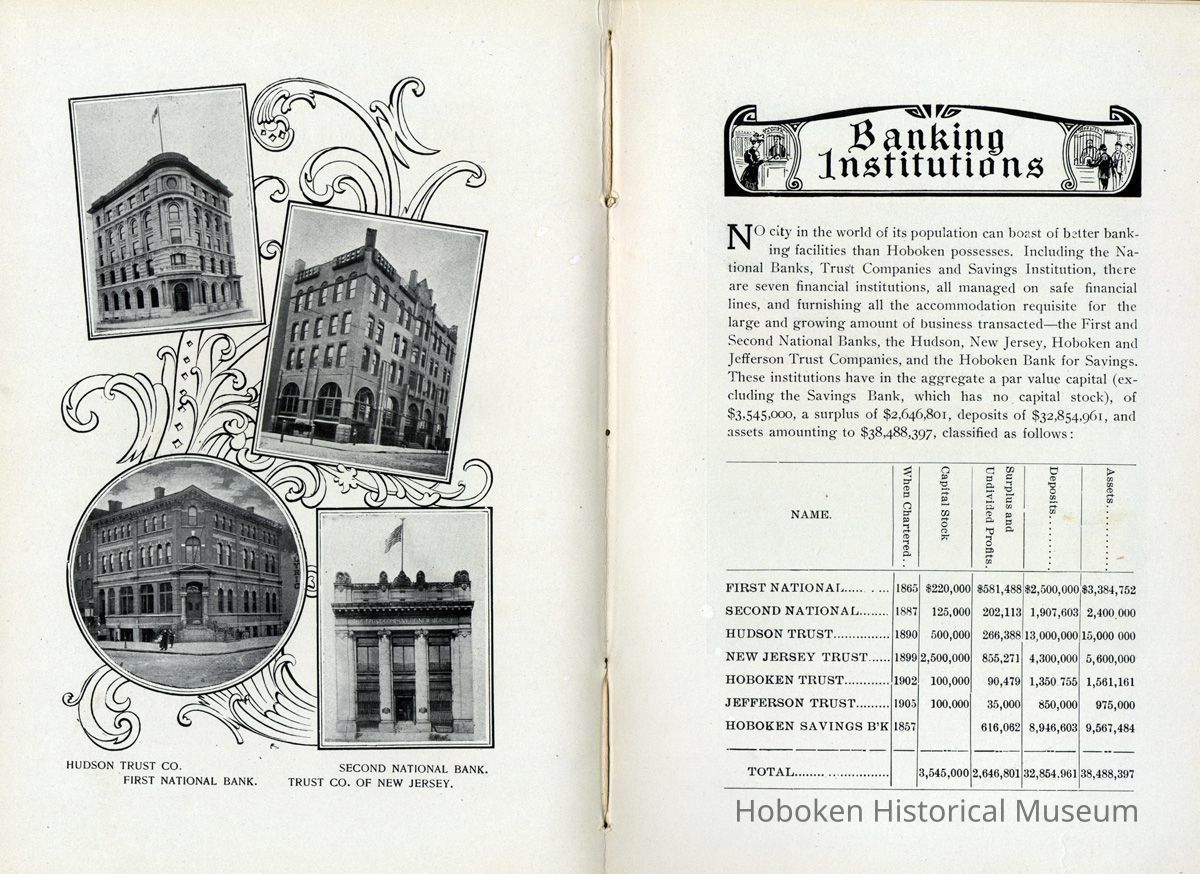 HUDSON TRUST CO.
FIRST NATIONAL BANK.
SECOND NATIONAL BANK.
TRUST CO. OF NEW JERSEY.
Banking
Institutions
NO city in the world of its population can boast of better bank-
ing facilities than Hoboken possesses. Including the Na-
tional Banks, Trust Companies and Savings Institution, there
are seven financial institutions, all managed on safe financial
lines, and furnishing all the accommodation requisite for the
large and growing amount of business transacted—the First and
Second National Banks, the Hudson, New Jersey, Hoboken and
Jefferson Trust Companies, and the Hoboken Bank for Savings.
These institutions have in the aggregate a par value capital (ex-
cluding the Savings Bank, which has no capital stock), of
$3,545,000, a surplus of $2,646,801, deposits of $32,854,961, and
assets amounting to $38,488,397, classified as follows:
NAME. When Chartered.. Capital Stock Surplus and Undivided Profits. Deposits.......... Assets...........
FIRST NATIONAL..... . ... 1865 $220,000 $581,488 $2,500,000 $3,384,752
SECOND NATIONAL........ 1887 125,000 202,113 1,907,603 2,400 000
HUDSON TRUST............... 1890 500,000 266,388 13,000,000 15,000 000
NEW JERSEY TRUST...... 1899 2,500,000 855,271 4,300,000 5,600,000
HOBOKEN TRUST............ 1902 100,000 90,479 1,350 755 1,561,161
JEFFERSON TRUST......... 1905 100,000 35,000 850,000 975,000
HOBOKEN SAVINGS B'K 1857 616,062 8,946,603 9,567,484
TOTAL........ ................. 3,545,000 2,646,801 32,854.961 38,488,397
Hoboken Historical Museum